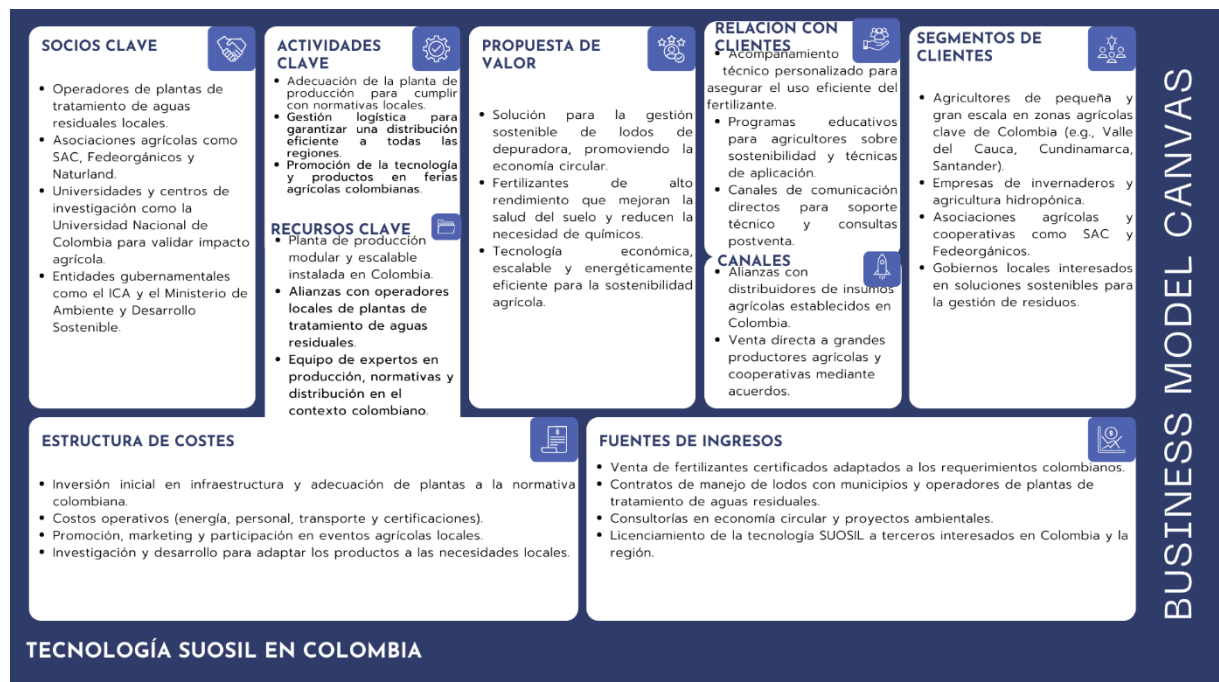 SOCIOS CLAVE
• Operadores de plantas de
tratamiento de aguas
residuales locales.
• Asociaciones agrícolas como
SAC, Fedeorgánicos y
Naturland.
• Universidades y centros de
investigación como la
Universidad Nacional de
Colombia para validar impacto
agrícola.
• Entidades gubernamentales
como el ICA y el Ministerio de
Ambiente y Desarrollo
Sostenible.
ACTIVIDADES
CLAVE
• Adecuación de la planta de
producción para cumplir
con normativas locales.
• Gestión logística para
garantizar una distribución
eficiente a todas las
regiones.
• Promoción de la tecnología
y productos en ferias
agrícolas colombianas.
RECURSOS CLAVE
• Planta de producción
modular y escalable
instalada en Colombia.
• Alianzas con operadores
locales de plantas de
tratamiento de aguas
residuales.
• Equipo de expertos en
producción, normativas y
distribución en el
contexto colombiano.
PROPUESTA DE
VALOR
• Solución para la gestión
sostenible de lodos de
depuradora, promoviendo la
economía circular.
• Fertilizantes de alto
rendimiento que mejoran la
salud del suelo y reducen la
necesidad de químicos.
• Tecnología económica,
escalable y energéticamente
eficiente para la sostenibilidad
agrícola.
RELACIÓN CON
CLIENTES
• Acompañamiento
técnico personalizado para
asegurar el uso eficiente del
fertilizante.
• Programas educativos
para agricultores sobre
sostenibilidad y técnicas
de aplicación.
• Canales de comunicación
directos para soporte
técnico y consultas
postventa.
CANALES
• Alianzas con
distribuidores de insumos
agrícolas establecidos en
Colombia.
• Venta directa a grandes
productores agrícolas y
cooperativas mediante
acuerdos.
SEGMENTOS DE
CLIENTES
• Agricultores de pequeña y
gran escala en zonas agrícolas
clave de Colombia (e.g., Valle
del Cauca, Cundinamarca,
Santander).
• Empresas de invernaderos y
agricultura hidropónica.
• Asociaciones agrícolas y
cooperativas como SAC y
Fedeorgánicos.
• Gobiernos locales interesados
en soluciones sostenibles para
la gestión de residuos.
ESTRUCTURA DE COSTES
• Inversión inicial en infraestructura y adecuación de plantas a la normativa
colombiana.
• Costos operativos (energía, personal, transporte y certificaciones).
• Promoción, marketing y participación en eventos agrícolas locales.
• Investigación y desarrollo para adaptar los productos a las necesidades locales.
FUENTES DE INGRESOS
• Venta de fertilizantes certificados adaptados a los requerimientos colombianos.
• Contratos de manejo de lodos con municipios y operadores de plantas de
tratamiento de aguas residuales.
• Consultorías en economía circular y proyectos ambientales.
• Licenciamiento de la tecnología SUOSIL a terceros interesados en Colombia y la
región.
BUSINESS MODEL CANVAS
TECNOLOGÍA SUOSIL EN COLOMBIA